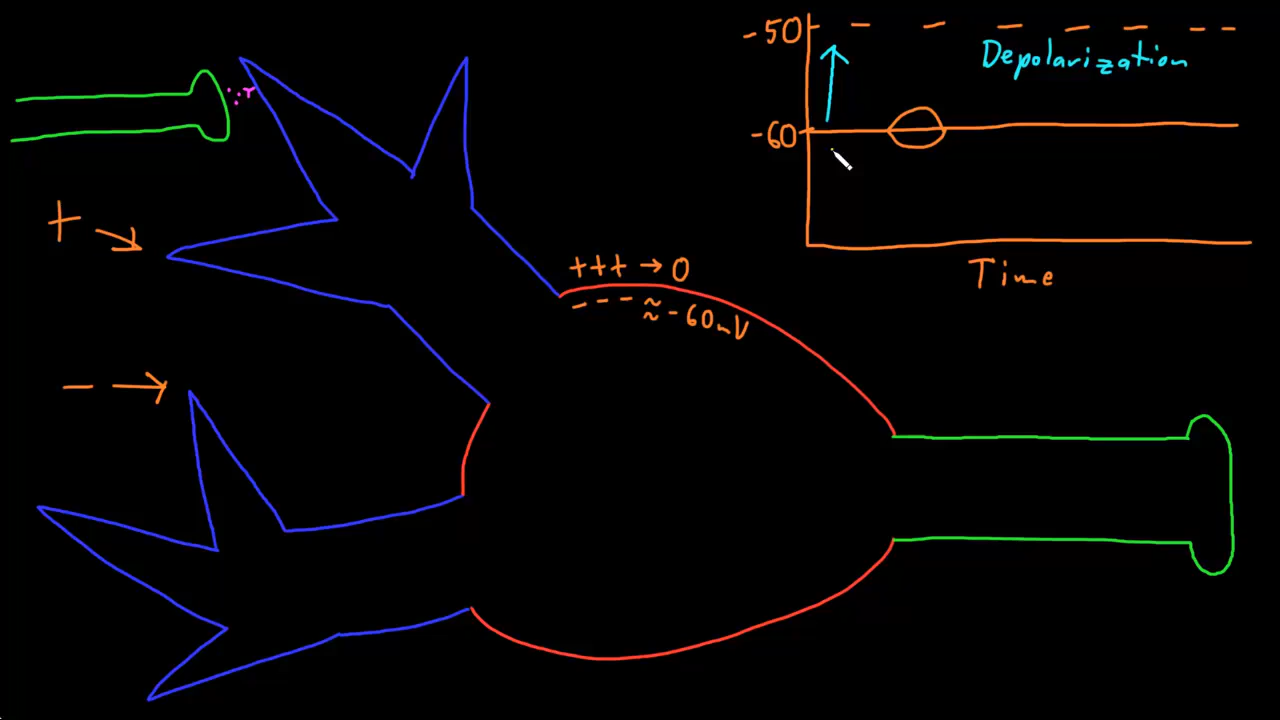 -50
Depolarization
-60
Time
+
+++ → 0
--- ≈ -60mV
- →